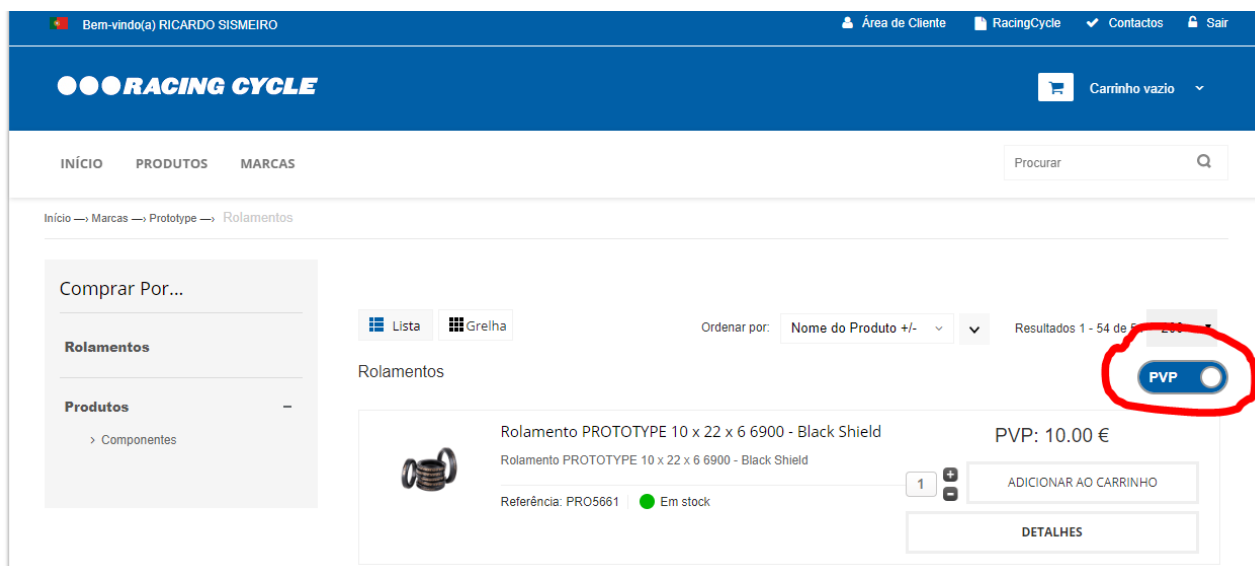 Bem-vindo(a) RICARDO SISMEIRO
Área de Cliente RacingCycle Contactos Sair
RACING CYCLE
Carrinho vazio
INÍCIO PRODUTOS MARCAS
Procurar
Início —› Marcas —› Prototype —› Rolamentos
Comprar Por...
Rolamentos
Produtos −
› Componentes
Lista Grelha
Ordenar por: Nome do Produto +/-
Resultados 1 - 54 de
Rolamentos
PVP
Rolamento PROTOTYPE 10 x 22 x 6 6900 - Black Shield
Rolamento PROTOTYPE 10 x 22 x 6 6900 - Black Shield
Referência: PRO5661 Em stock
PVP: 10.00 €
1
ADICIONAR AO CARRINHO
DETALHES